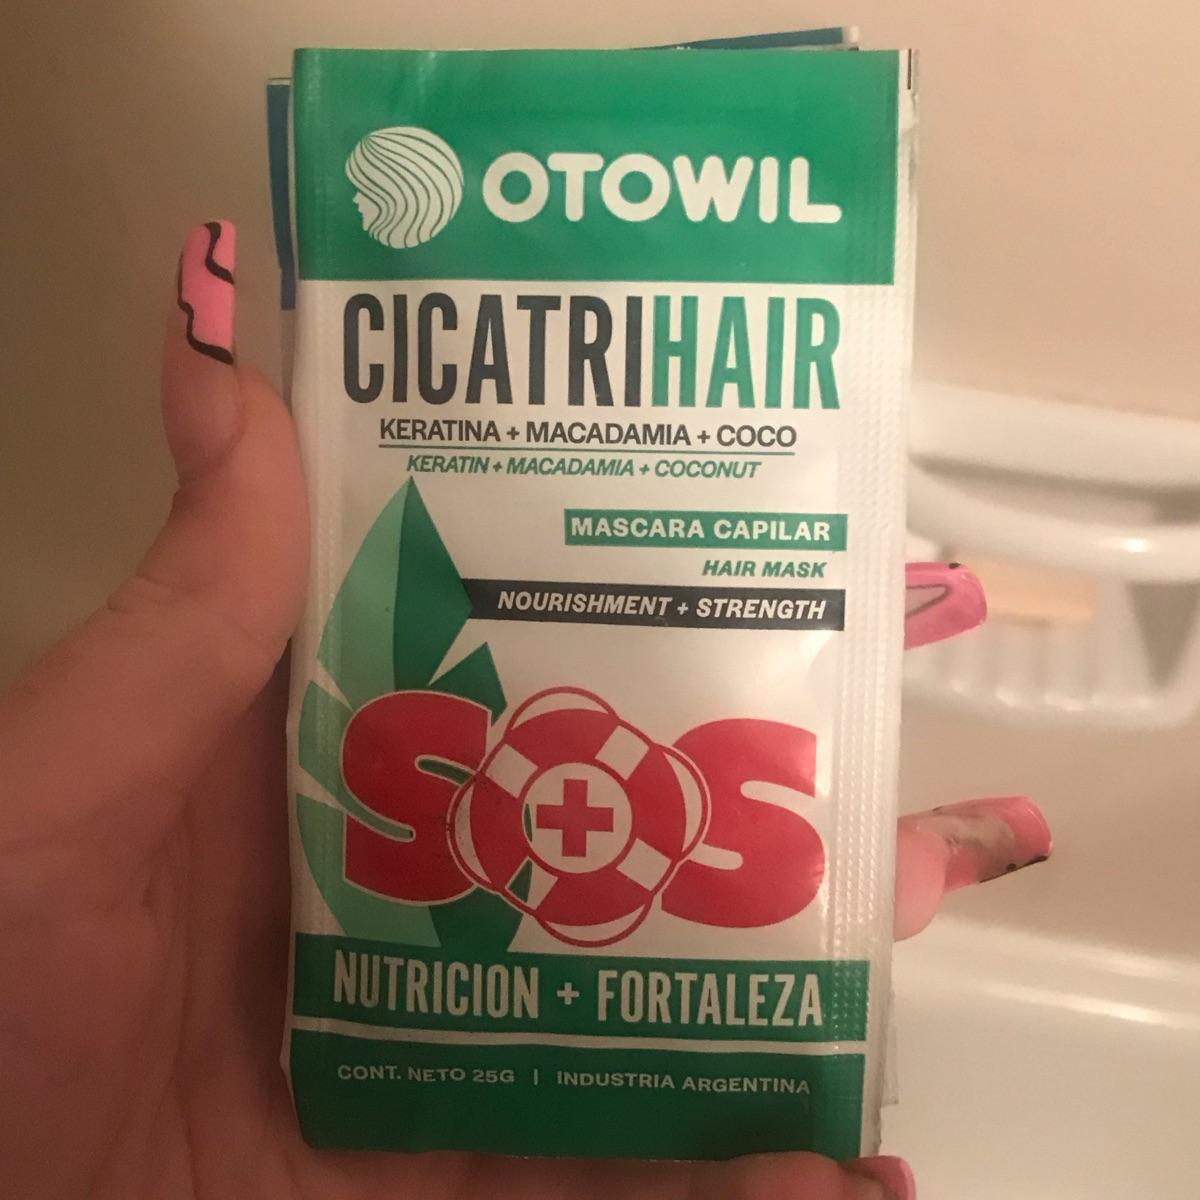 OTOWIL
CICATRIHAIR
KERATINA + MACADAMIA + COCO
KERATIN + MACADAMIA + COCONUT
MASCARA CAPILAR
HAIR MASK
NOURISHMENT + STRENGTH
SOS
NUTRICION + FORTALEZA
CONT. NETO 25G | INDUSTRIA ARGENTINA